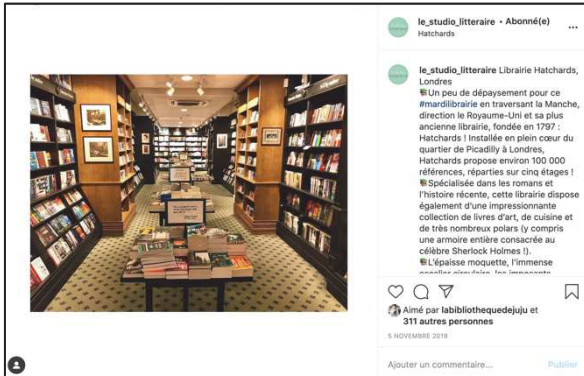 le_studio_litteraire • Abonné(e)
Hatchards
...
le_studio_litteraire Librairie Hatchards,
Londres
📚Un peu de dépaysement pour ce
#mardilibrairie en traversant la Manche,
direction le Royaume-Uni et sa plus
ancienne librairie, fondée en 1797 :
Hatchards ! Installée en plein cœur du
quartier de Picadilly à Londres,
Hatchards propose environ 100 000
références, réparties sur cinq étages !
📚Spécialisée dans les romans et
l'histoire récente, cette librairie dispose
également d'une impressionnante
collection de livres d'art, de cuisine et
de très nombreux polars (y compris
une armoire entière consacrée au
célèbre Sherlock Holmes !).
📚L'épaisse moquette, l'immense
Aimé par labibliothequedejuju et
311 autres personnes
5 NOVEMBRE 2019
Ajouter un commentaire...
Publier